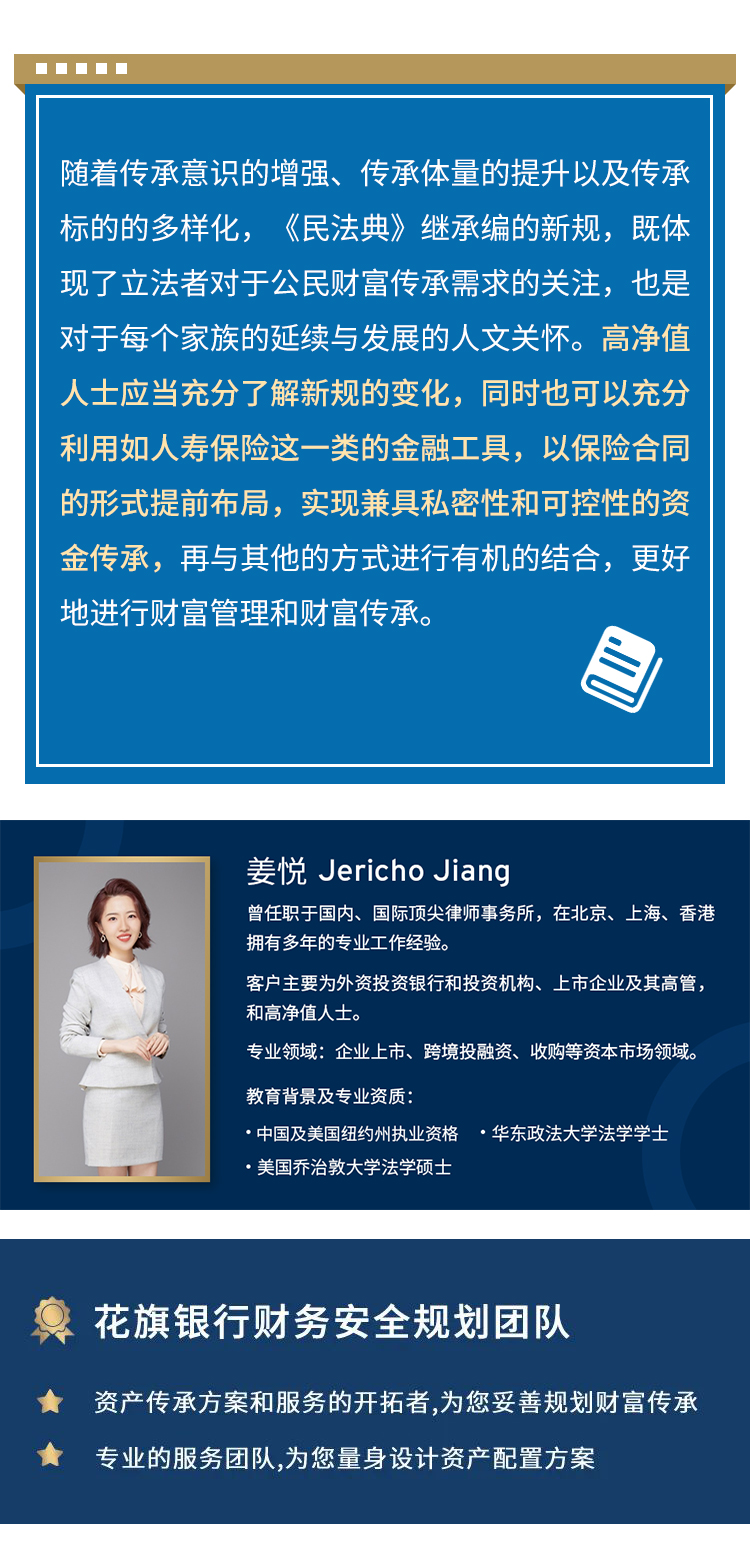 随着传承意识的增强、传承体量的提升以及传承
标的的多样化，《民法典》继承编的新规，既体
现了立法者对于公民财富传承需求的关注，也是
对于每个家族的延续与发展的人文关怀。高净值
人士应当充分了解新规的变化，同时也可以充分
利用如人寿保险这一类的金融工具，以保险合同
的形式提前布局，实现兼具私密性和可控性的资
金传承，再与其他的方式进行有机的结合，更好
地进行财富管理和财富传承。
姜悦 Jericho Jiang
曾任职于国内、国际顶尖律师事务所，在北京、上海、香港
拥有多年的专业工作经验。
客户主要为外资投资银行和投资机构、上市企业及其高管，
和高净值人士。
专业领域：企业上市、跨境投融资、收购等资本市场领域。
教育背景及专业资质：
•中国及美国纽约州执业资格 •华东政法大学法学学士
•美国乔治敦大学法学硕士
花旗银行财务安全规划团队
资产传承方案和服务的开拓者,为您妥善规划财富传承
专业的服务团队,为您量身设计资产配置方案